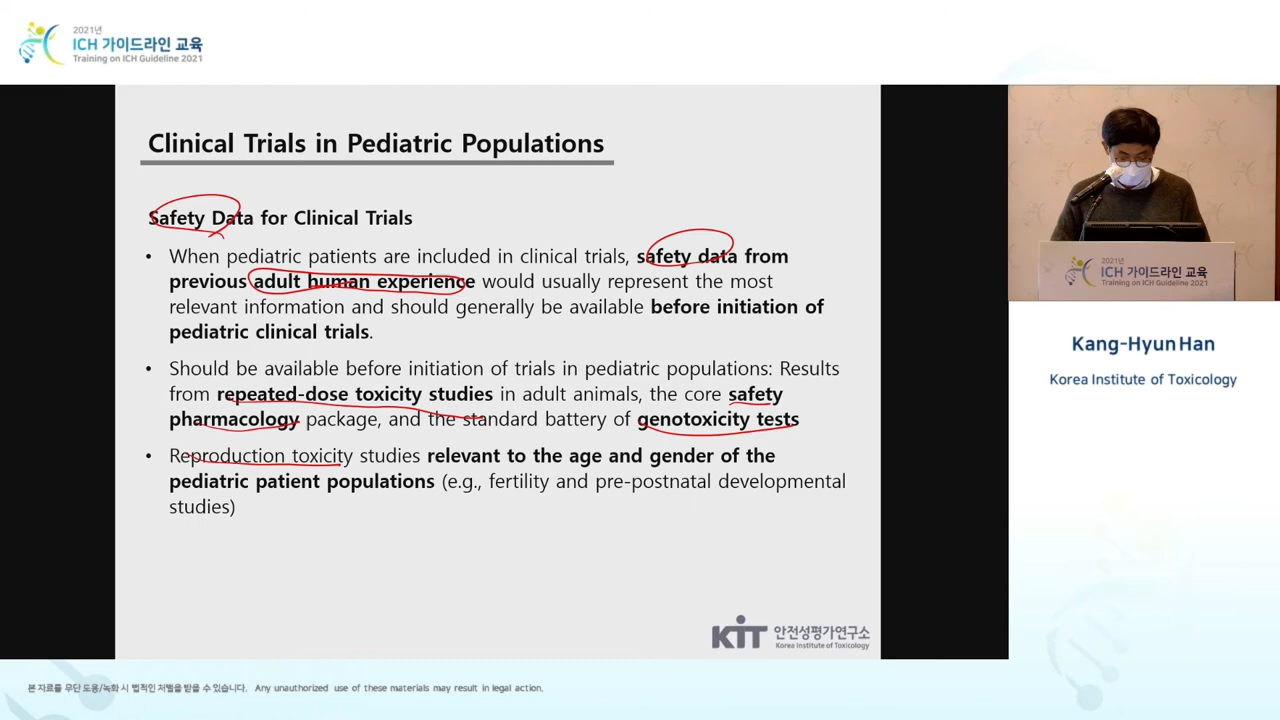 2021년
ICH 가이드라인 교육
Training on ICH Guideline 2021
Clinical Trials in Pediatric Populations
Safety Data for Clinical Trials
• When pediatric patients are included in clinical trials, safety data from
previous adult human experience would usually represent the most
relevant information and should generally be available before initiation of
pediatric clinical trials.
• Should be available before initiation of trials in pediatric populations: Results
from repeated-dose toxicity studies in adult animals, the core safety
pharmacology package, and the standard battery of genotoxicity tests
• Reproduction toxicity studies relevant to the age and gender of the
pediatric patient populations (e.g., fertility and pre-postnatal developmental
studies)
KIT 안전성평가연구소
Korea Institute of Toxicology
2021년
ICH 가이드라인 교육
Training on ICH Guideline 2021
Kang-Hyun Han
Korea Institute of Toxicology
본 자료를 무단 도용/녹화 시 법적인 처벌을 받을 수 있습니다. Any unauthorized use of these materials may result in legal action.